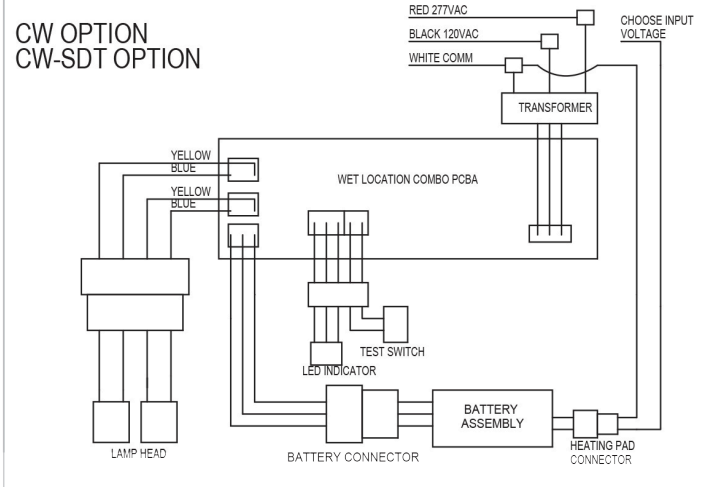 CW OPTION
CW-SDT OPTION
RED 277VAC
BLACK 120VAC
WHITE COMM
CHOOSE INPUT
VOLTAGE
TRANSFORMER
YELLOW
BLUE
YELLOW
BLUE
WET LOCATION COMBO PCBA
TEST SWITCH
LED INDICATOR
BATTERY
ASSEMBLY
LAMP HEAD
BATTERY CONNECTOR
HEATING PAD
CONNECTOR